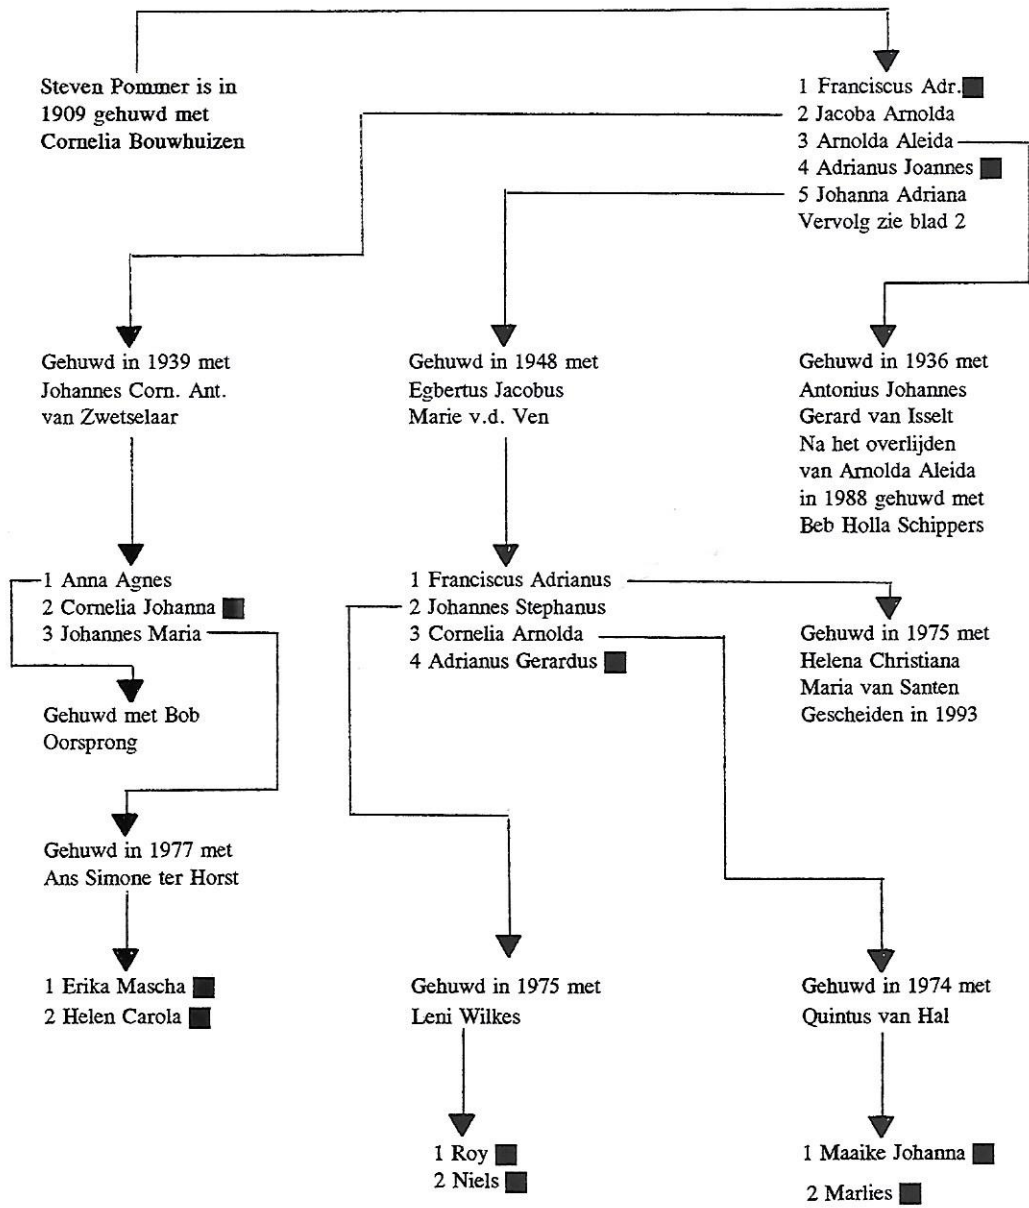 Steven Pommer is in
1909 gehuwd met
Cornelia Bouwhuizen
1 Franciscus Adr.
2 Jacoba Arnolda
3 Arnolda Aleida
4 Adrianus Joannes
5 Johanna Adriana
Vervolg zie blad 2
Gehuwd in 1939 met
Johannes Corn. Ant.
van Zwetselaar
Gehuwd in 1948 met
Egbertus Jacobus
Marie v.d. Ven
Gehuwd in 1936 met
Antonius Johannes
Gerard van Isselt
Na het overlijden
van Arnolda Aleida
in 1988 gehuwd met
Beb Holla Schippers
1 Anna Agnes
2 Cornelia Johanna
3 Johannes Maria
1 Franciscus Adrianus
2 Johannes Stephanus
3 Cornelia Arnolda
4 Adrianus Gerardus
Gehuwd in 1975 met
Helena Christiana
Maria van Santen
Gescheiden in 1993
Gehuwd met Bob
Oorsprong
Gehuwd in 1977 met
Ans Simone ter Horst
1 Erika Mascha
2 Helen Carola
Gehuwd in 1975 met
Leni Wilkes
Gehuwd in 1974 met
Quintus van Hal
1 Roy
2 Niels
1 Maaike Johanna
2 Marlies